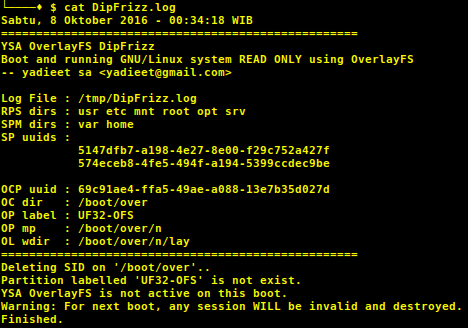 └────♦ $ cat DipFrizz.log
Sabtu, 8 Oktober 2016 - 00:34:18 WIB
===================================================
YSA OverlayFS DipFrizz
Boot and running GNU/Linux system READ ONLY using OverlayFS
-- yadieet sa <yadieet@gmail.com>

Log File : /tmp/DipFrizz.log
RPS dirs : usr etc mnt root opt srv
SPM dirs : var home
SP uuids :
           5147dfb7-a198-4e27-8e00-f29c752a427f
           574eceb8-4fe5-494f-a194-5399ccdec9be

OCP uuid : 69c91ae4-ffa5-49ae-a088-13e7b35d027d
OC dir   : /boot/over
OP label : UF32-OFS
OP mp    : /boot/over/n
OL wdir  : /boot/over/n/lay
===================================================
Deleting SID on '/boot/over'..
Partition labelled 'UF32-OFS' is not exist.
YSA OverlayFS is not active on this boot.
Warning: For next boot, any session WILL be invalid and destroyed.
Finished.